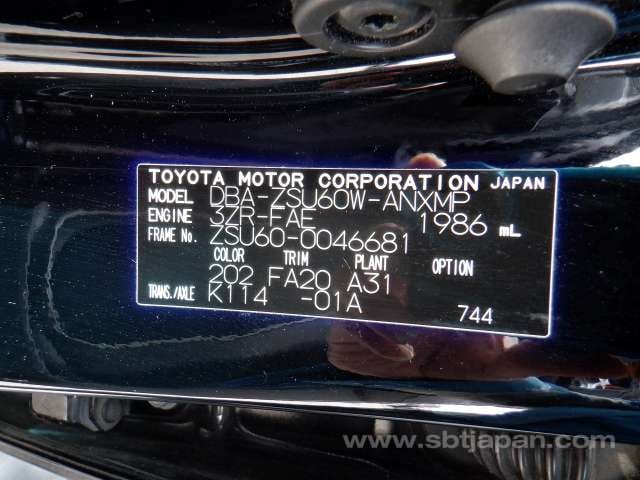 TOYOTA MOTOR CORPORATION JAPAN
MODEL DBA-ZSU60W-ANXMP
ENGINE 3ZR-FAE 1986 mL
FRAME No. ZSU60-0046681
COLOR TRIM PLANT OPTION
202 FA20 A31
TRANS./AXLE K114 -01A 744
www.sbtjapan.com